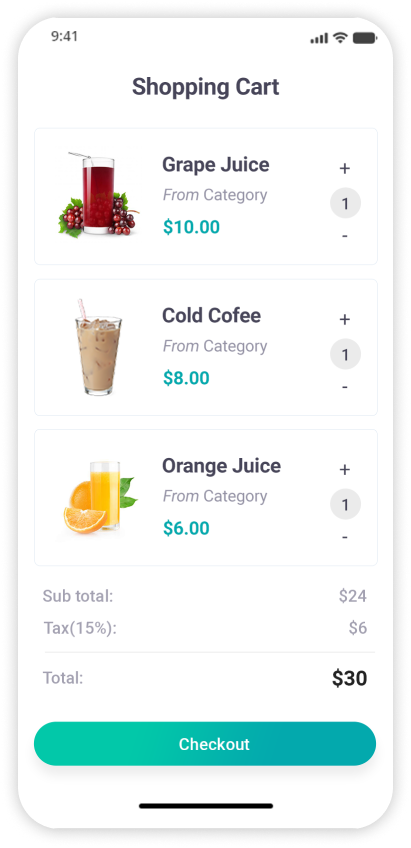 9:41
Shopping Cart
Grape Juice
+
From Category
1
$10.00
-
Cold Cofee
+
From Category
1
$8.00
-
Orange Juice
+
From Category
1
$6.00
-
Sub total: $24
Tax(15%): $6
Total: $30
Checkout